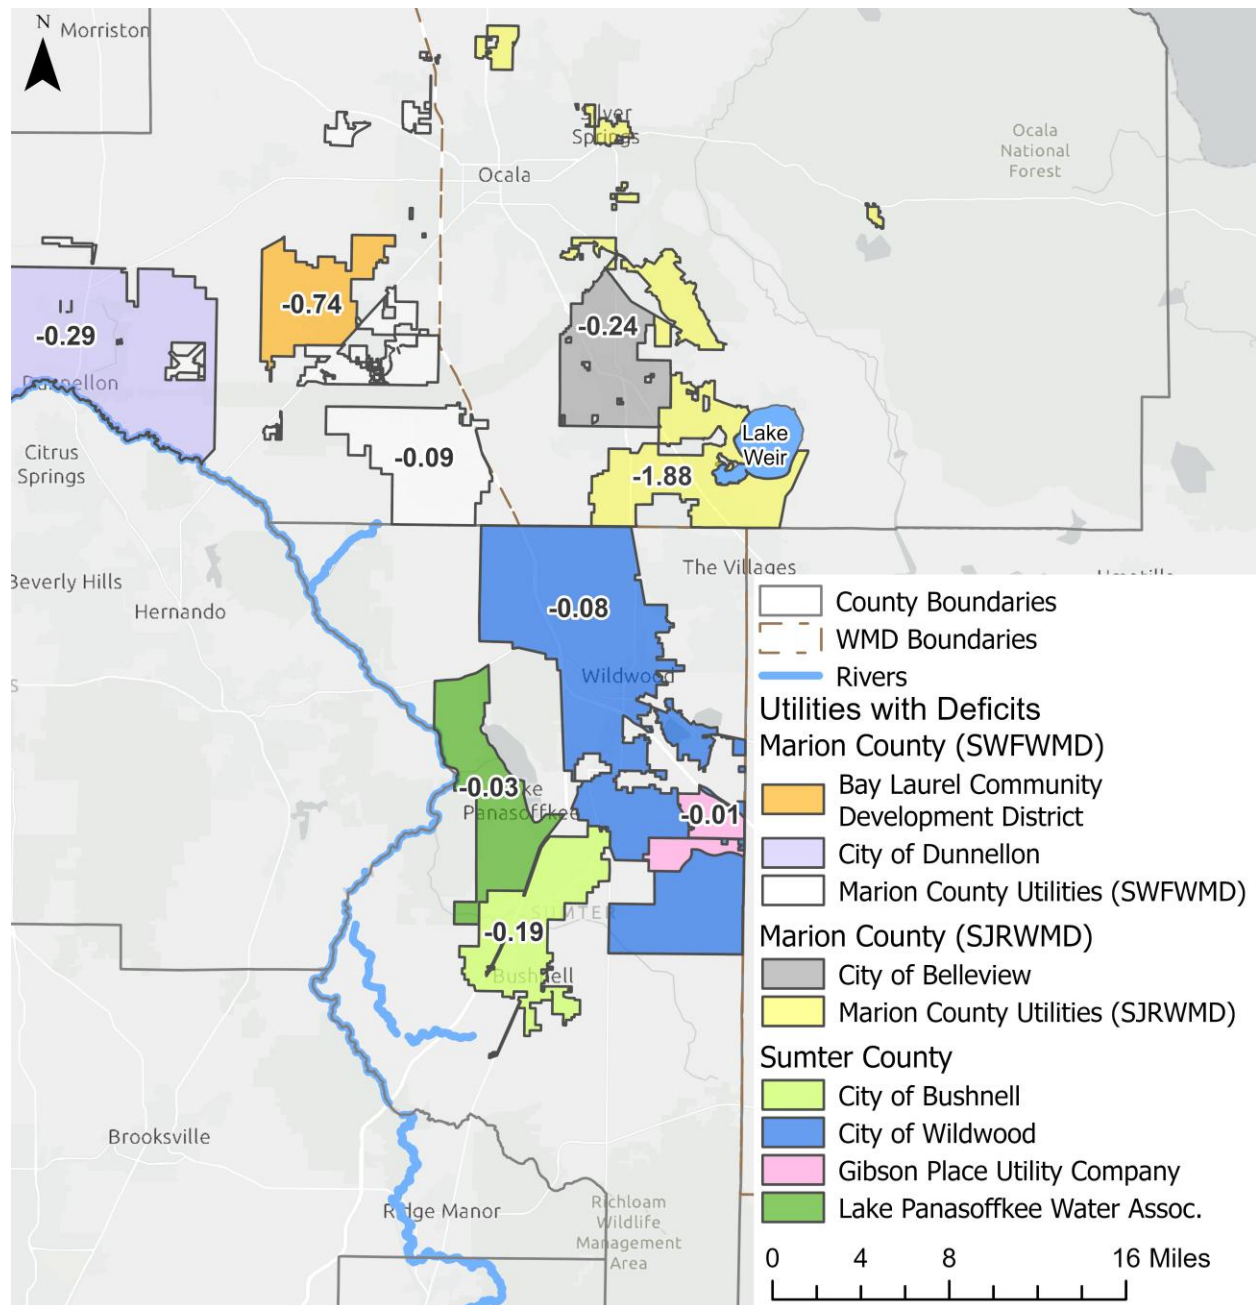 N
Morriston
Silver
Springs
Ocala
National
Forest
Ocala
-0.74
-0.24
-0.29
Dunnellon
Lake
Weir
Citrus
Springs
-0.09
-1.88
The Villages
Beverly Hills
Hernando
-0.08
Wildwood
-0.03
Panasoffkee
-0.01
SUMTER
-0.19
Bushnell
Brooksville
Ridge Manor
Richloam
Wildlife
Management
Area
County Boundaries
WMD Boundaries
Rivers
Utilities with Deficits
Marion County (SWFWMD)
Bay Laurel Community
Development District
City of Dunnellon
Marion County Utilities (SWFWMD)
Marion County (SJRWMD)
City of Belleview
Marion County Utilities (SJRWMD)
Sumter County
City of Bushnell
City of Wildwood
Gibson Place Utility Company
Lake Panasoffkee Water Assoc.
0 4 8 16 Miles